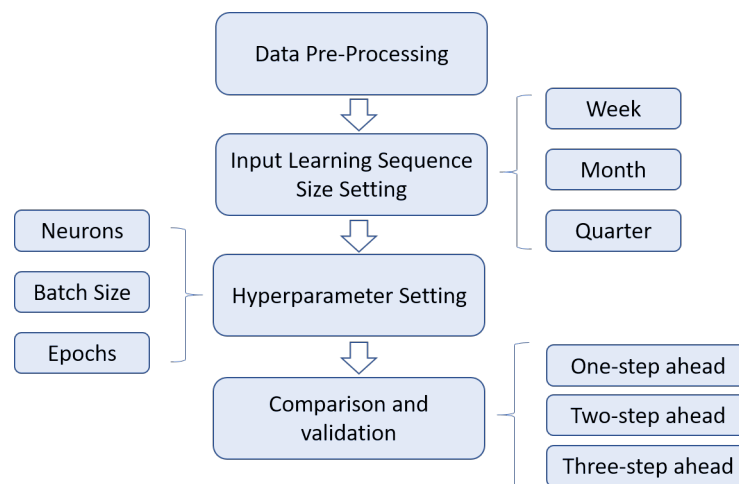 Data Pre-Processing
Input Learning Sequence
Size Setting
Week
Month
Quarter
Hyperparameter Setting
Neurons
Batch Size
Epochs
Comparison and
validation
One-step ahead
Two-step ahead
Three-step ahead